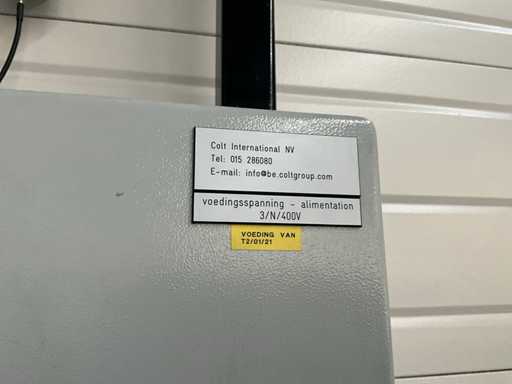 Colt International NV
Tel: 015 286080
E-mail: info@be.coltgroup.com
voedingsspanning - alimentation
3/N/400V
VOEDING VAN
T2/01/21